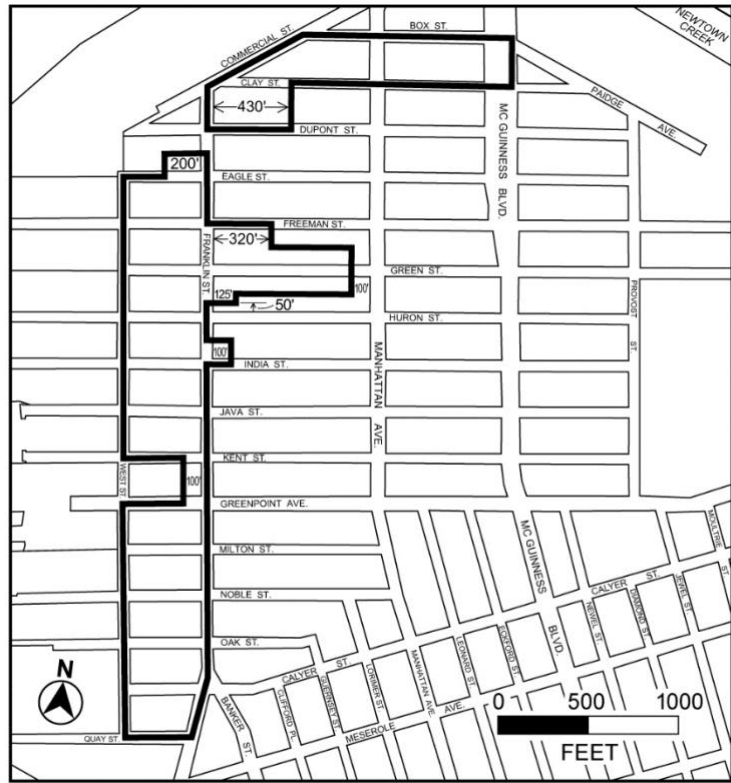 BOX ST.
NEWTOWN
CREEK
COMMERCIAL ST.
CLAY ST.
PAIDGE
AVE.
430'
MC GUINNESS BLVD.
DUPONT ST.
200'
EAGLE ST.
FREEMAN ST.
320'
FRANKLIN ST.
GREEN ST.
125'
100'
50'
PROVOST ST.
HURON ST.
100'
INDIA ST.
MANHATTAN AVE.
JAVA ST.
KENT ST.
WEST ST.
100'
GREENPOINT AVE.
MOULTRIE ST.
MILTON ST.
MC GUINNESS BLVD.
CALYER ST.
JEWEL ST.
DIAMOND ST.
NEWEL ST.
NOBLE ST.
OAK ST.
ECKFORD ST.
LEONARD ST.
MANHATTAN AVE.
CALYER ST.
LORIMER ST.
GUERNSEY ST.
CLIFFORD PL.
BANKER ST.
MESEROLE AVE.
N
QUAY ST.
0 500 1000
FEET